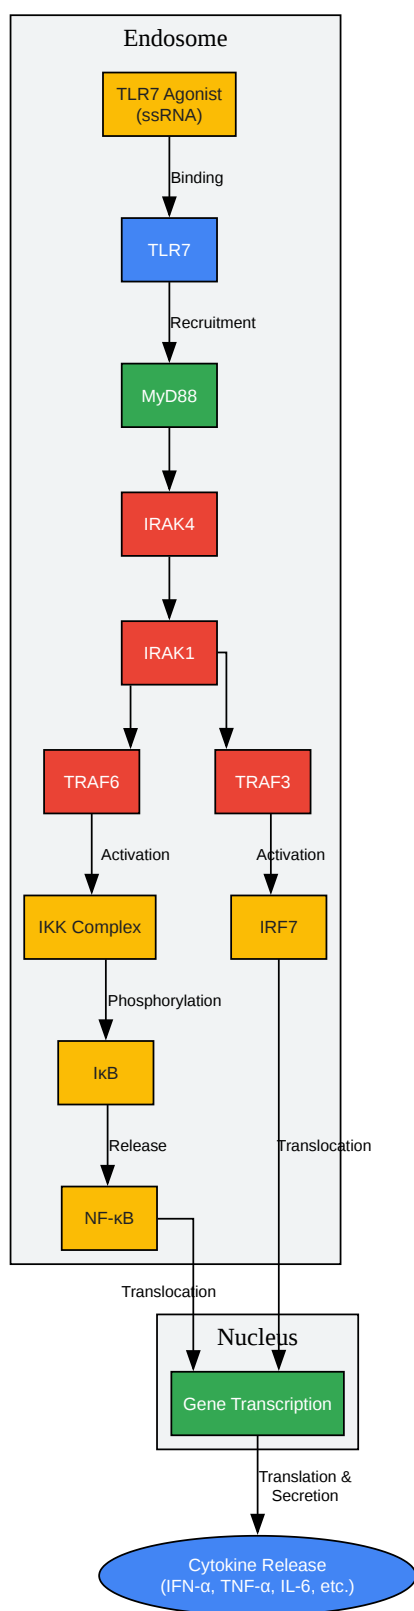 Endosome
TLR7 Agonist
(ssRNA)
Binding
TLR7
Recruitment
MyD88
IRAK4
IRAK1
TRAF6
TRAF3
Activation
Activation
IKK Complex
IRF7
Phosphorylation
IκB
Release
Translocation
NF-κB
Translocation
Nucleus
Gene Transcription
Translation &
Secretion
Cytokine Release
(IFN-α, TNF-α, IL-6, etc.)